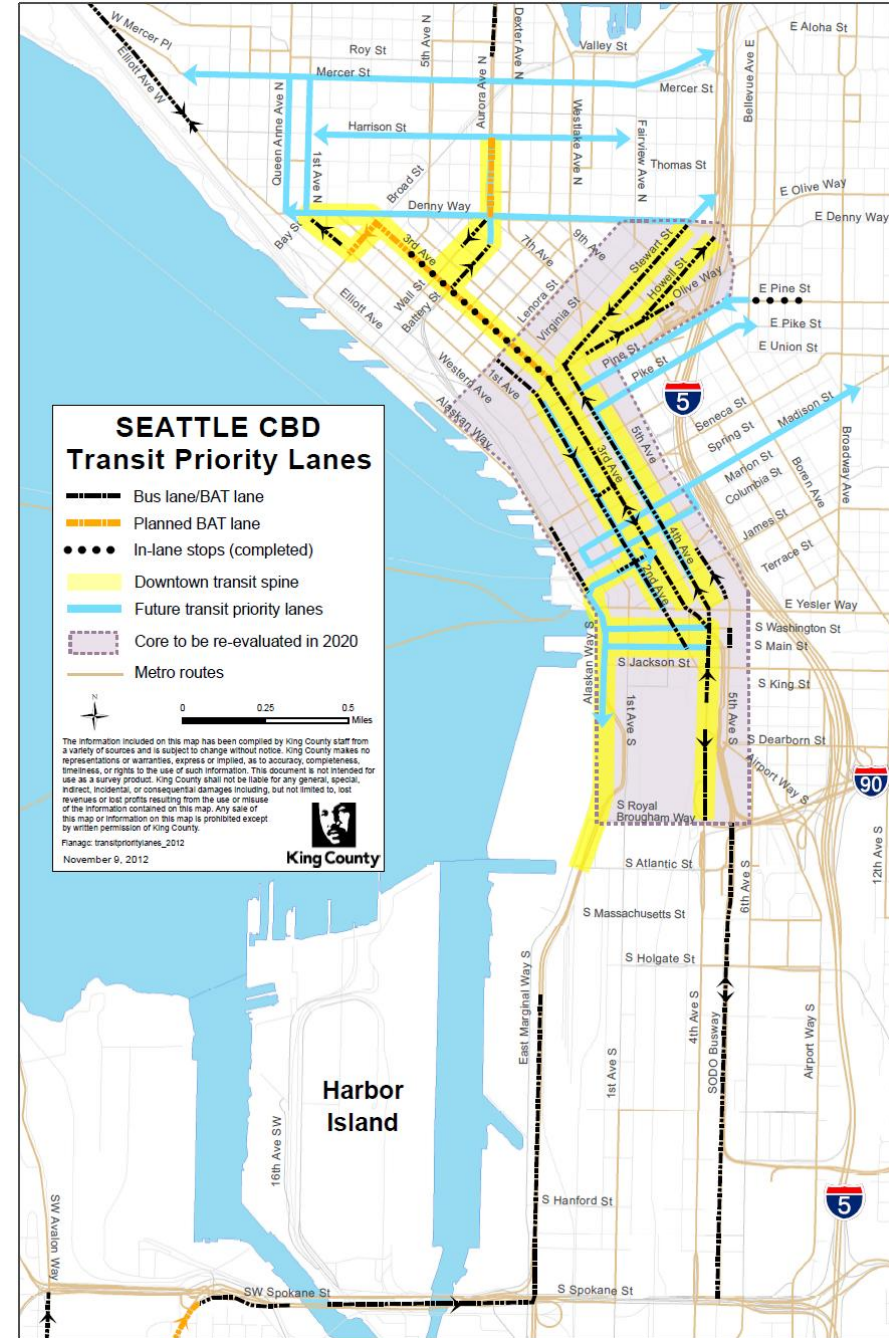 W Mercer Pl
Elliott Ave W
Roy St
5th Ave N
Dexter Ave N
Valley St
E Aloha St
Mercer St
Mercer St
Bellevue Ave E
Queen Anne Ave N
1st Ave N
Harrison St
Aurora Ave N
Westlake Ave N
Fairview Ave N
Thomas St
Broad St
Denny Way
E Olive Way
E Denny Way
Bay St
3rd Ave
7th Ave
9th Ave
Stewart St
Howell St
Olive Way
Elliott Ave
Wall St
Battery St
Lenora St
Virginia St
E Pine St
E Pike St
E Union St
Pine St
Pike St
Western Ave
1st Ave
Alaskan Way
5
Seneca St
Spring St
Madison St
Marion St
Columbia St
Boren Ave
Broadway Ave
5th Ave
3rd Ave
4th Ave
2nd Ave
James St
Terrace St
E Yesler Way
S Washington St
S Main St
S Jackson St
S King St
Alaskan Way S
1st Ave S
5th Ave S
S Dearborn St
Airport Way S
90
S Royal
Brougham Way
SEATTLE CBD
Transit Priority Lanes
Bus lane/BAT lane
Planned BAT lane
In-lane stops (completed)
Downtown transit spine
Future transit priority lanes
Core to be re-evaluated in 2020
Metro routes
N
0 0.25 0.5
Miles
The information included on this map has been compiled by King County staff from
a variety of sources and is subject to change without notice. King County makes no
representations or warranties, express or implied, as to accuracy, completeness,
timeliness, or rights to the use of such information. This document is not intended for
use as a survey product. King County shall not be liable for any general, special,
indirect, incidental, or consequential damages including, but not limited to, lost
revenues or lost profits resulting from the use or misuse
of the information contained on this map. Any sale of
this map or information on this map is prohibited except
by written permission of King County.
Filename: transitprioritylanes_2012
November 9, 2012
King County
S Atlantic St
S Massachusetts St
S Holgate St
6th Ave S
12th Ave S
East Marginal Way S
1st Ave S
4th Ave S
SODO Busway
Airport Way S
Harbor
Island
16th Ave SW
S Hanford St
5
SW Avalon Way
SW Spokane St
S Spokane St